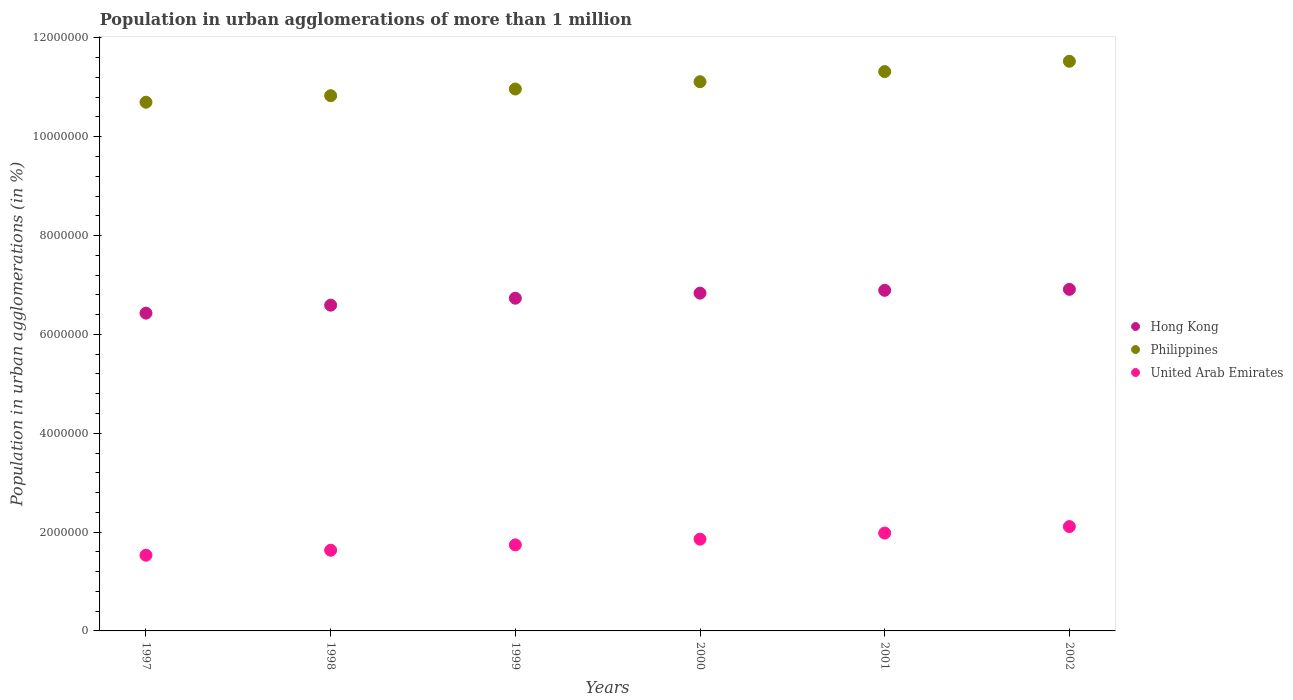 Population in urban agglomerations of more than 1 million
Population in urban agglomerations (in %)
12000000
10000000
8000000
6000000
4000000
2000000
0
Hong Kong
Philippines
United Arab Emirates
1997
1998
1999
2000
2001
2002
Years